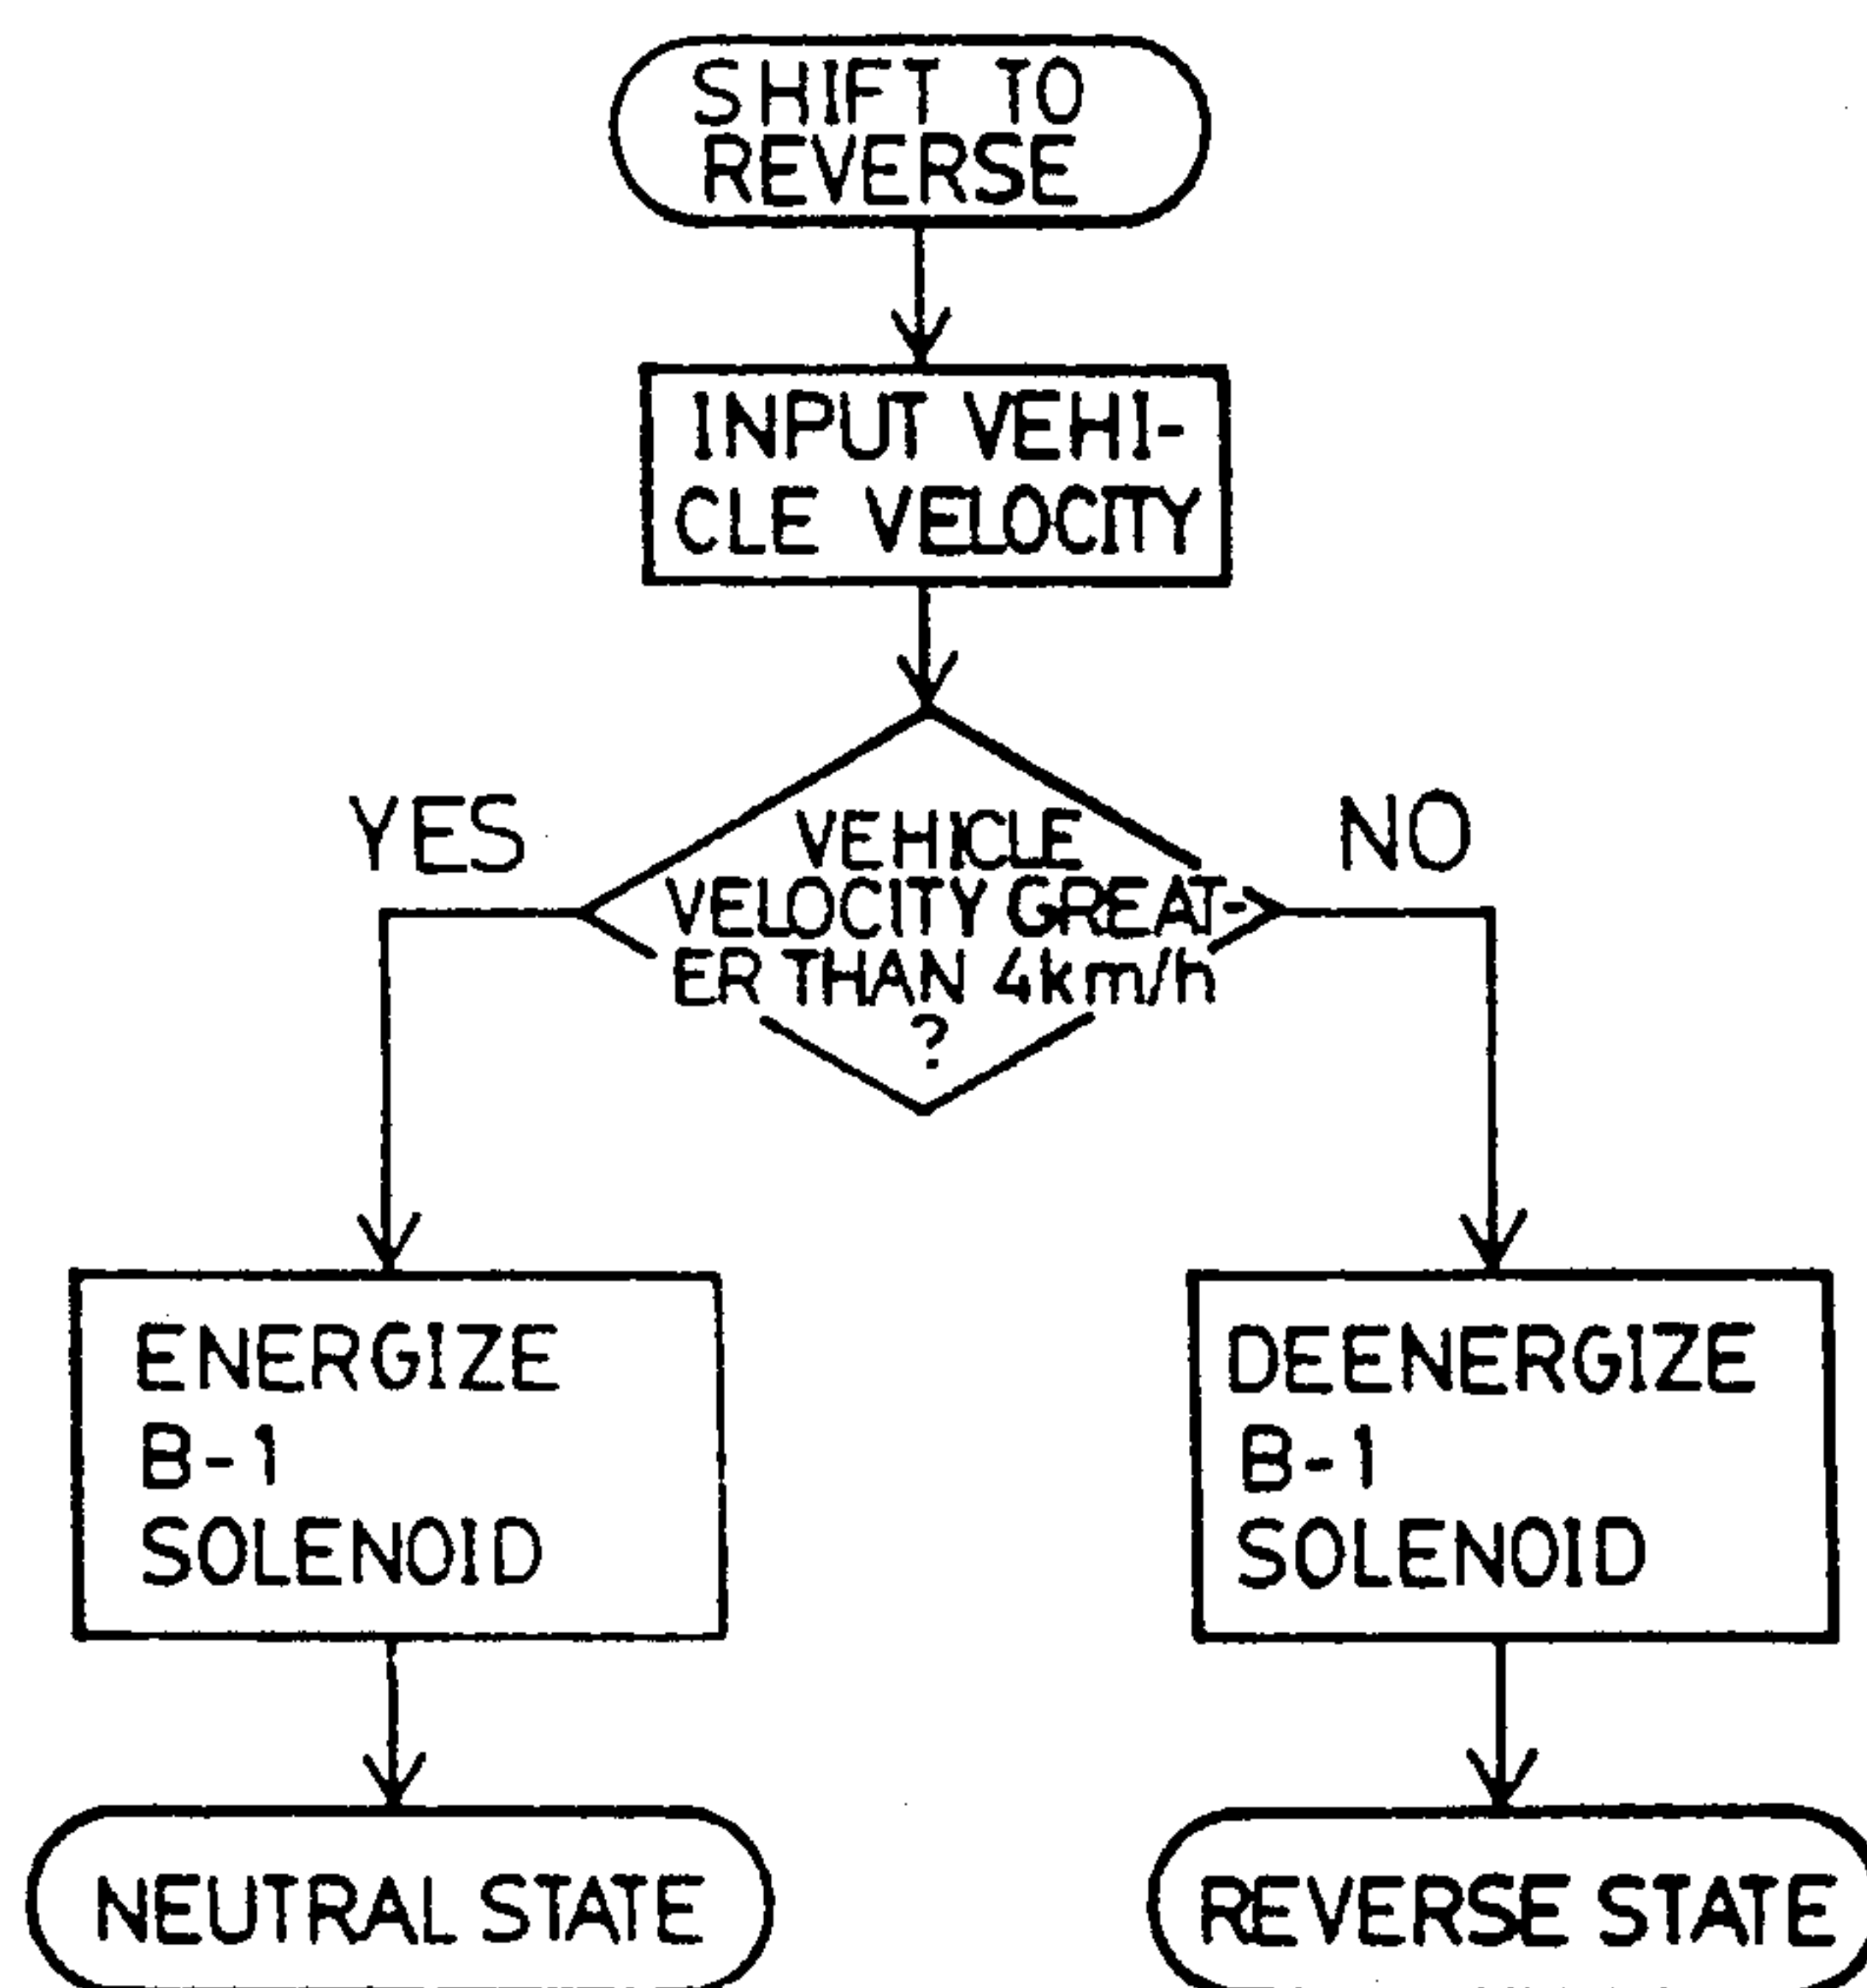 SHIFT TO
REVERSE
INPUT VEHI-
CLE VELOCITY
YES
NO
VEHICLE
VELOCITY GREAT-
ER THAN 4km/h
?
ENERGIZE
B-1
SOLENOID
DEENERGIZE
B-1
SOLENOID
NEUTRAL STATE
REVERSE STATE